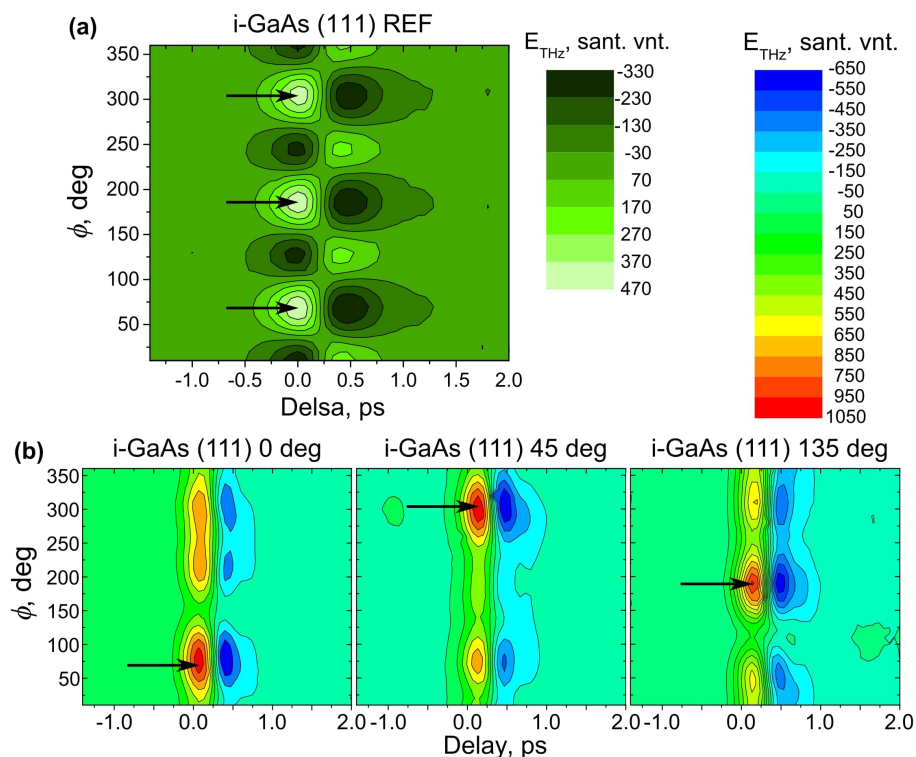 (a)
i-GaAs (111) REF
E_THz, sant. vnt.
E_THz, sant. vnt.
350
300
250
200
150
100
50
ϕ, deg
-1.0 -0.5 0.0 0.5 1.0 1.5 2.0
Delsa, ps
-330
-230
-130
-30
70
170
270
370
470
-650
-550
-450
-350
-250
-150
-50
50
150
250
350
450
650
850
750
950
1050
(b)
i-GaAs (111) 0 deg
i-GaAs (111) 45 deg
i-GaAs (111) 135 deg
350
300
250
200
150
100
50
ϕ, deg
-1.0 0.0 1.0 2.0
-1.0 0.0 1.0 2.0
-1.0 0.0 1.0 2.0
Delay, ps